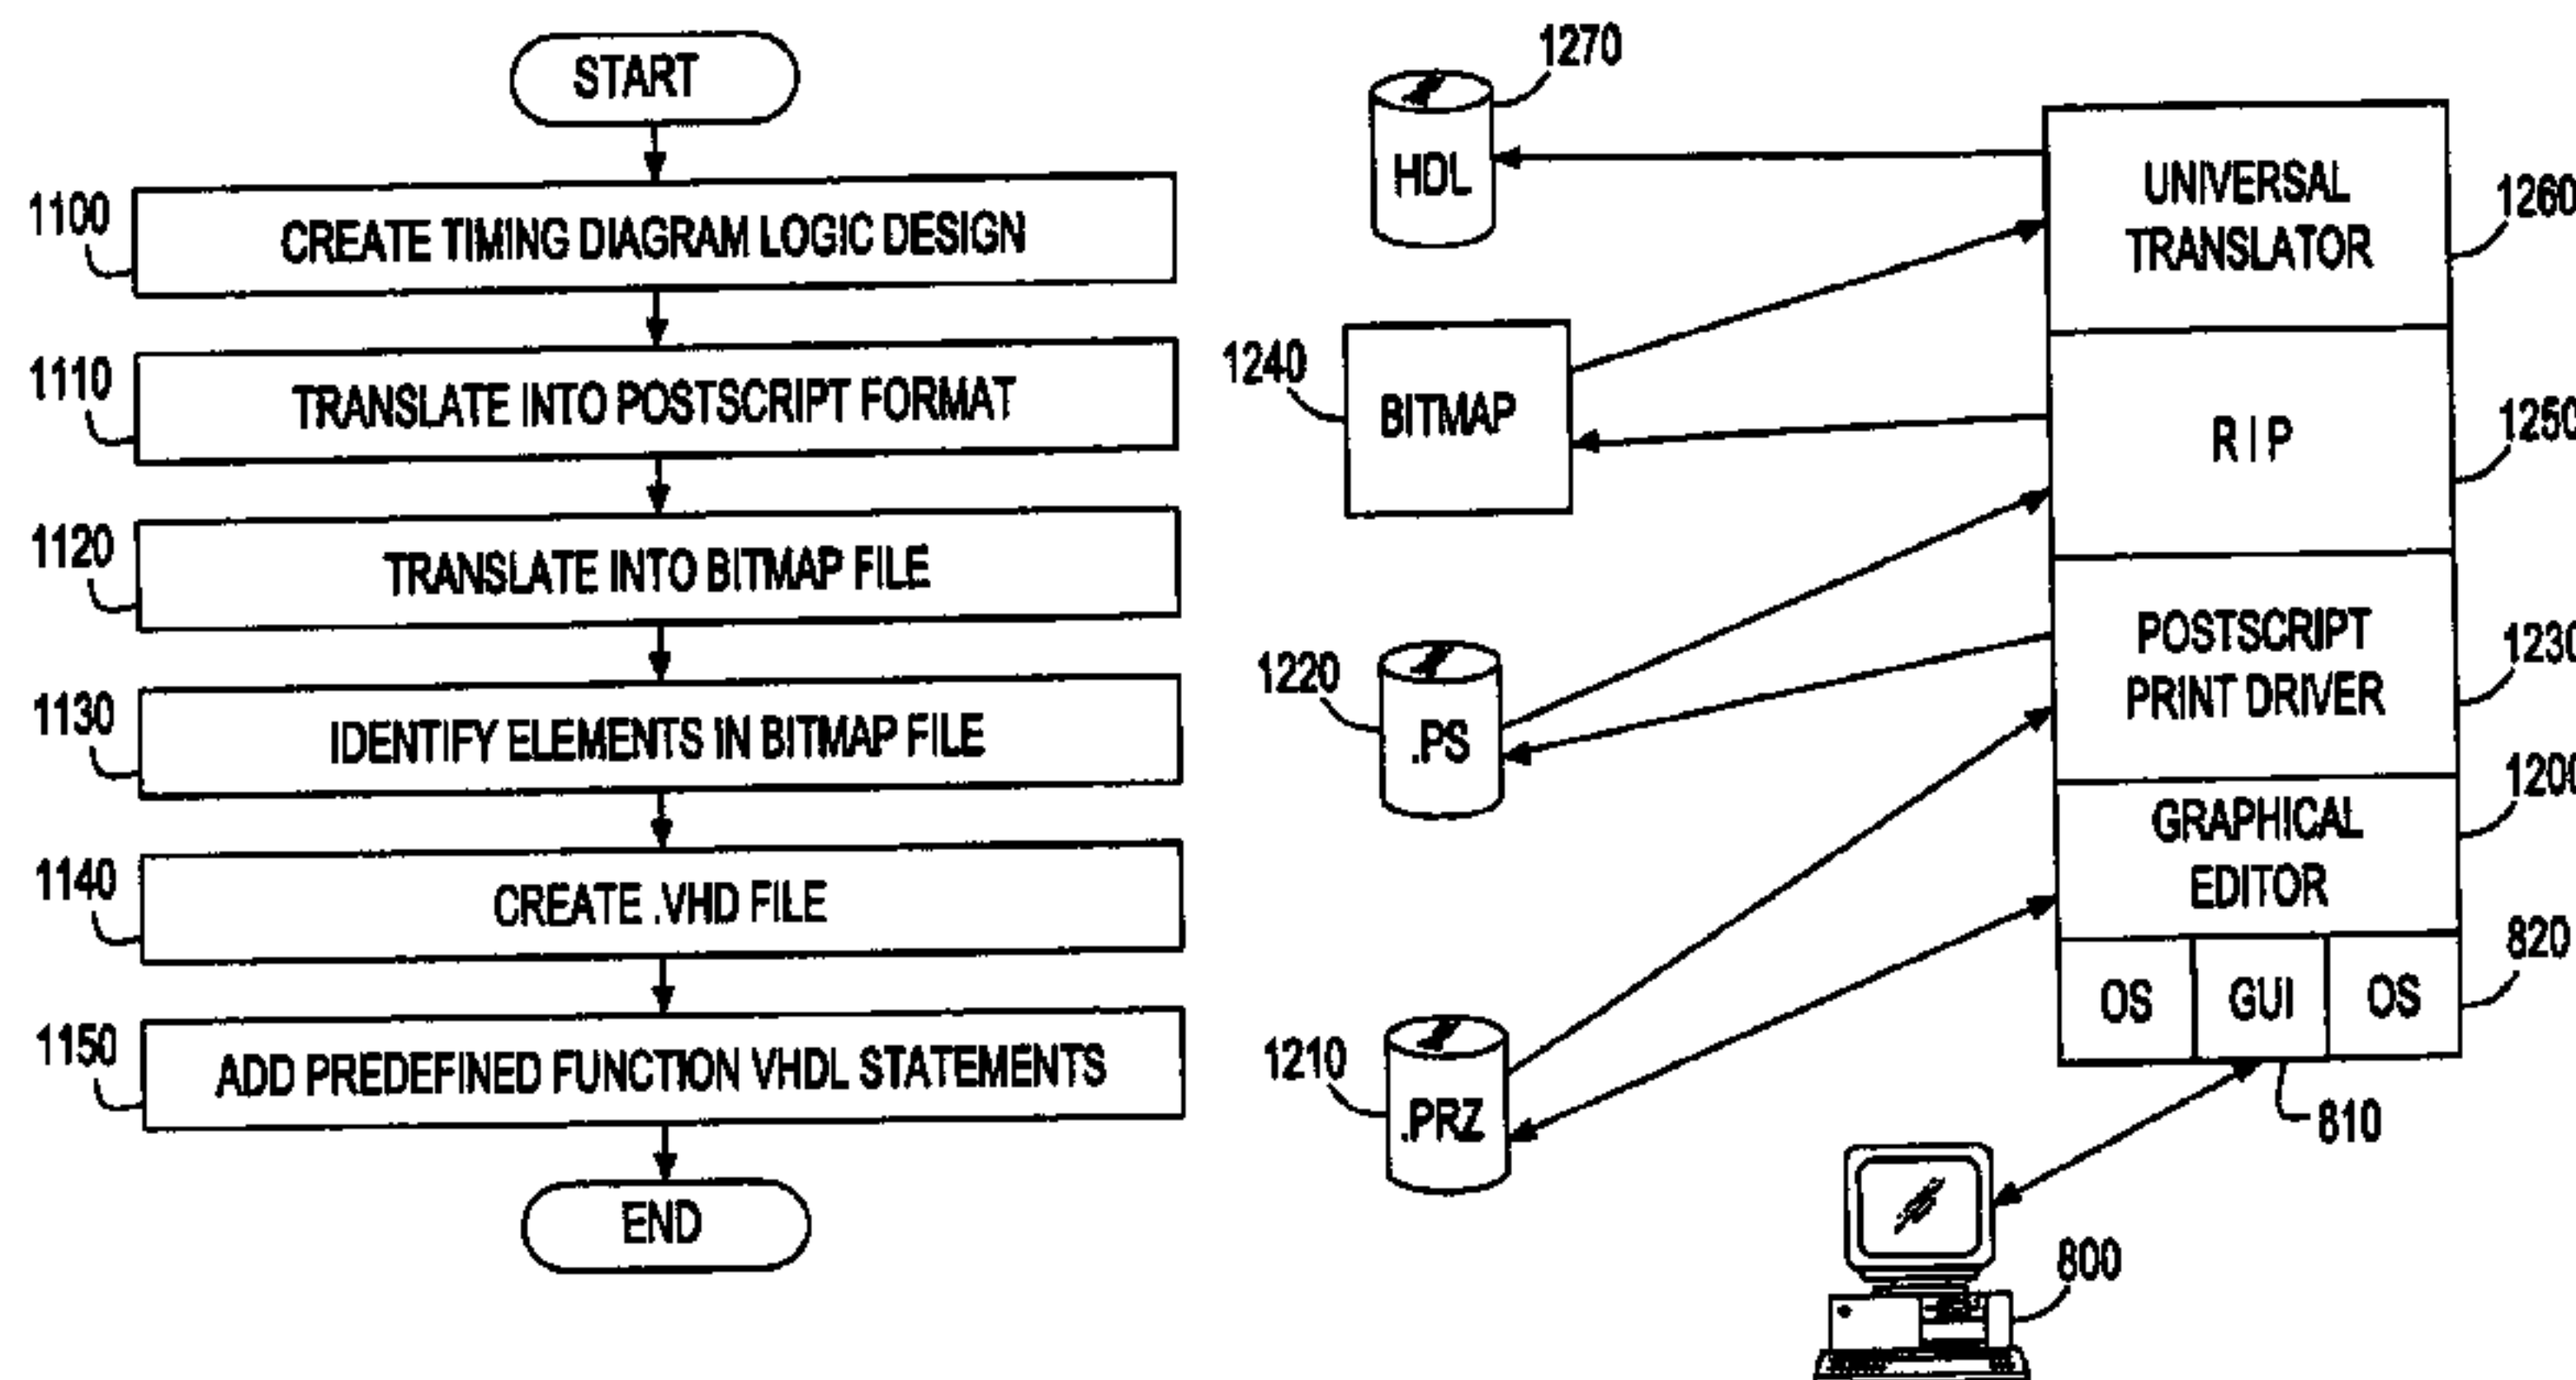 START
1100
CREATE TIMING DIAGRAM LOGIC DESIGN
1110
TRANSLATE INTO POSTSCRIPT FORMAT
1120
TRANSLATE INTO BITMAP FILE
1130
IDENTIFY ELEMENTS IN BITMAP FILE
1140
CREATE .VHD FILE
1150
ADD PREDEFINED FUNCTION VHDL STATEMENTS
END
1270
HDL
UNIVERSAL
TRANSLATOR
1260
1240
BITMAP
RIP
1250
1220
.PS
POSTSCRIPT
PRINT DRIVER
1230
GRAPHICAL
EDITOR
1200
OS
GUI
OS
820
1210
.PRZ
810
800